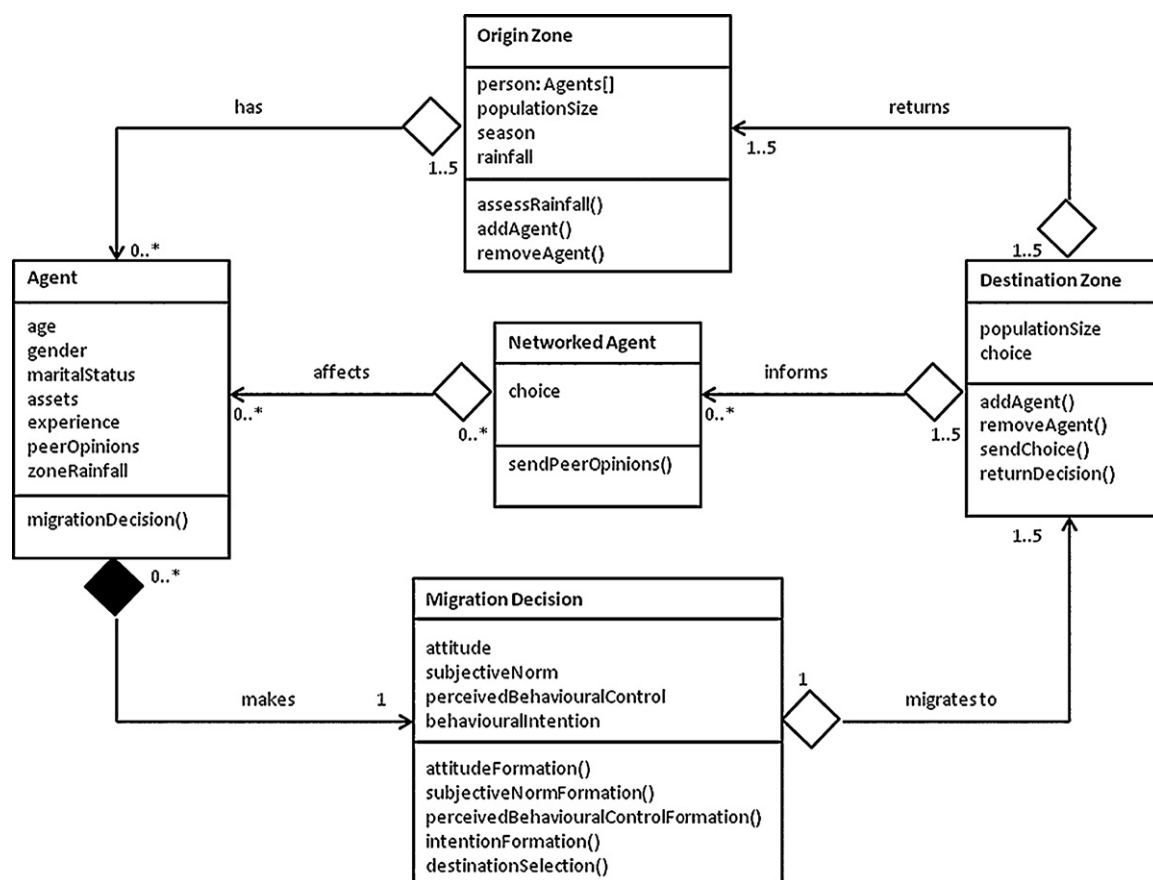 Origin Zone
person: Agents[]
populationSize
season
rainfall
assessRainfall()
addAgent()
removeAgent()
has
1..5
0..*
returns
1..5
1..5
Agent
age
gender
maritalStatus
assets
experience
peerOpinions
zoneRainfall
migrationDecision()
affects
0..*
0..*
Networked Agent
choice
sendPeerOpinions()
informs
0..*
1..5
Destination Zone
populationSize
choice
addAgent()
removeAgent()
sendChoice()
returnDecision()
1..5
0..*
makes
1
Migration Decision
attitude
subjectiveNorm
perceivedBehaviouralControl
behaviouralIntention
attitudeFormation()
subjectiveNormFormation()
perceivedBehaviouralControlFormation()
intentionFormation()
destinationSelection()
1
migrates to